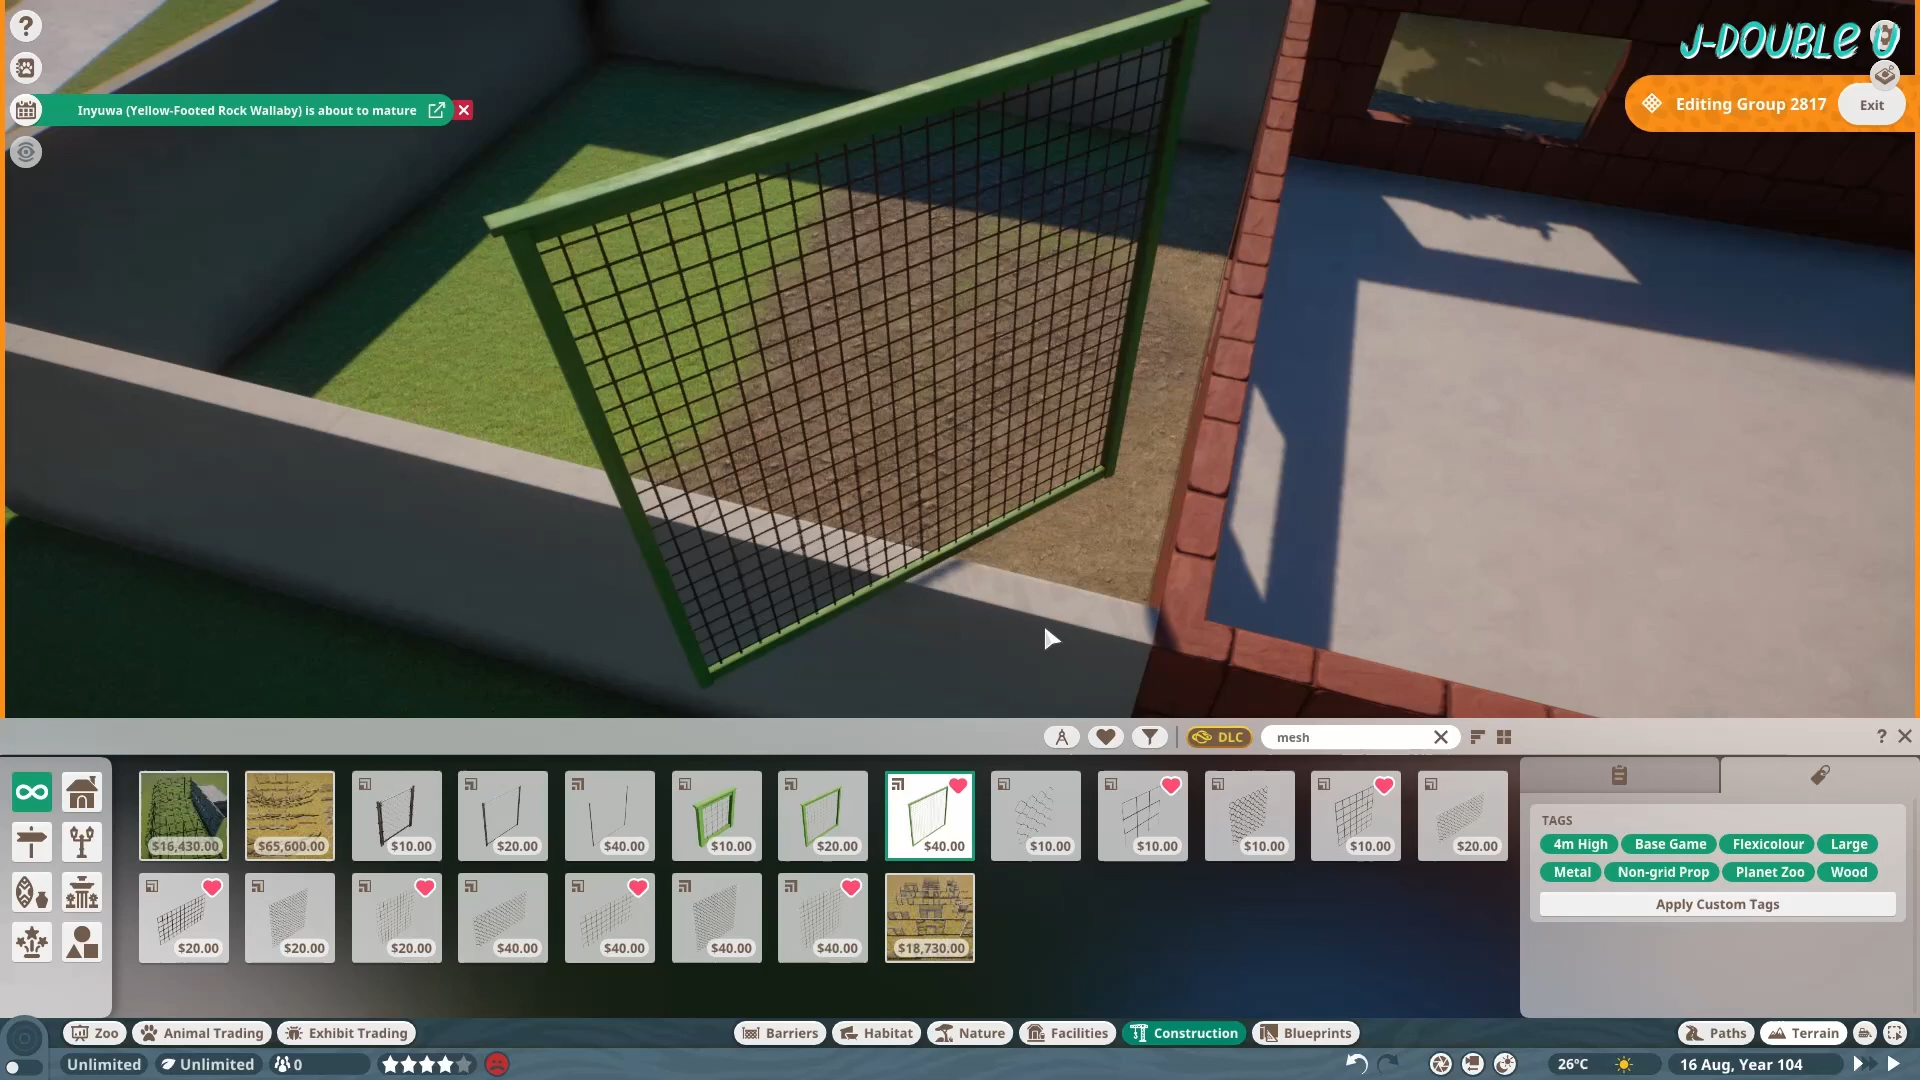 J-DOUBLE U
Inyuwa (Yellow-Footed Rock Wallaby) is about to mature
Editing Group 2817
Exit
DLC
mesh
$16,430.00
$65,600.00
$10.00
$20.00
$40.00
$10.00
$20.00
$40.00
$10.00
$10.00
$10.00
$10.00
$20.00
$20.00
$20.00
$20.00
$40.00
$40.00
$40.00
$40.00
$18,730.00
TAGS
4m High
Base Game
Flexicolour
Large
Metal
Non-grid Prop
Planet Zoo
Wood
Apply Custom Tags
Zoo
Animal Trading
Exhibit Trading
Barriers
Habitat
Nature
Facilities
Construction
Blueprints
Paths
Terrain
Unlimited
Unlimited
0
26°C
16 Aug, Year 104